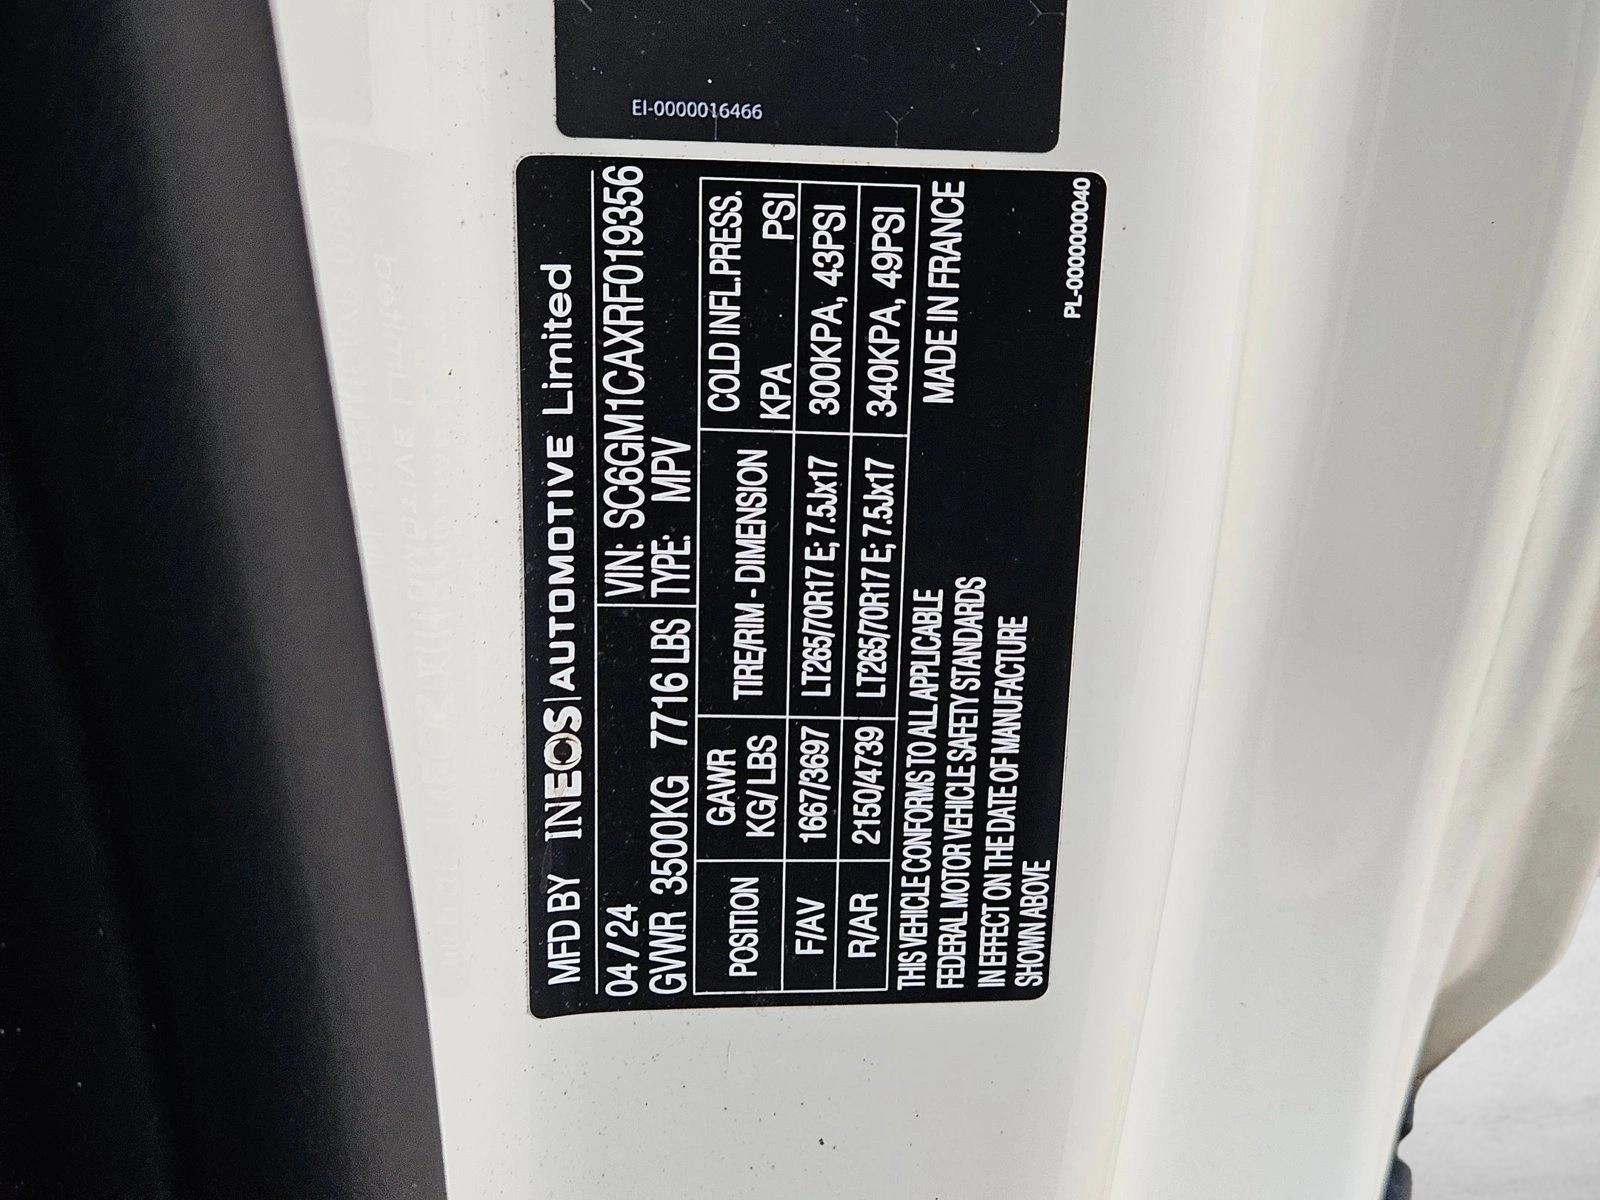 EI-0000016466
MFD BY INEOS | AUTOMOTIVE Limited
04 / 24 VIN: SC6GM1CAXRF019356
GVWR 3500KG 7716 LBS TYPE: MPV
POSITION GAWR KG/ LBS TIRE/RIM - DIMENSION COLD INFL.PRESS. KPA PSI
F/AV 1667/3697 LT265/70R17 E; 7.5Jx17 300KPA, 43PSI
R/AR 2150/4739 LT265/70R17 E; 7.5Jx17 340KPA, 49PSI
THIS VEHICLE CONFORMS TO ALL APPLICABLE
FEDERAL MOTOR VEHICLE SAFETY STANDARDS
IN EFFECT ON THE DATE OF MANUFACTURE
SHOWN ABOVE
MADE IN FRANCE
PL-0000000040